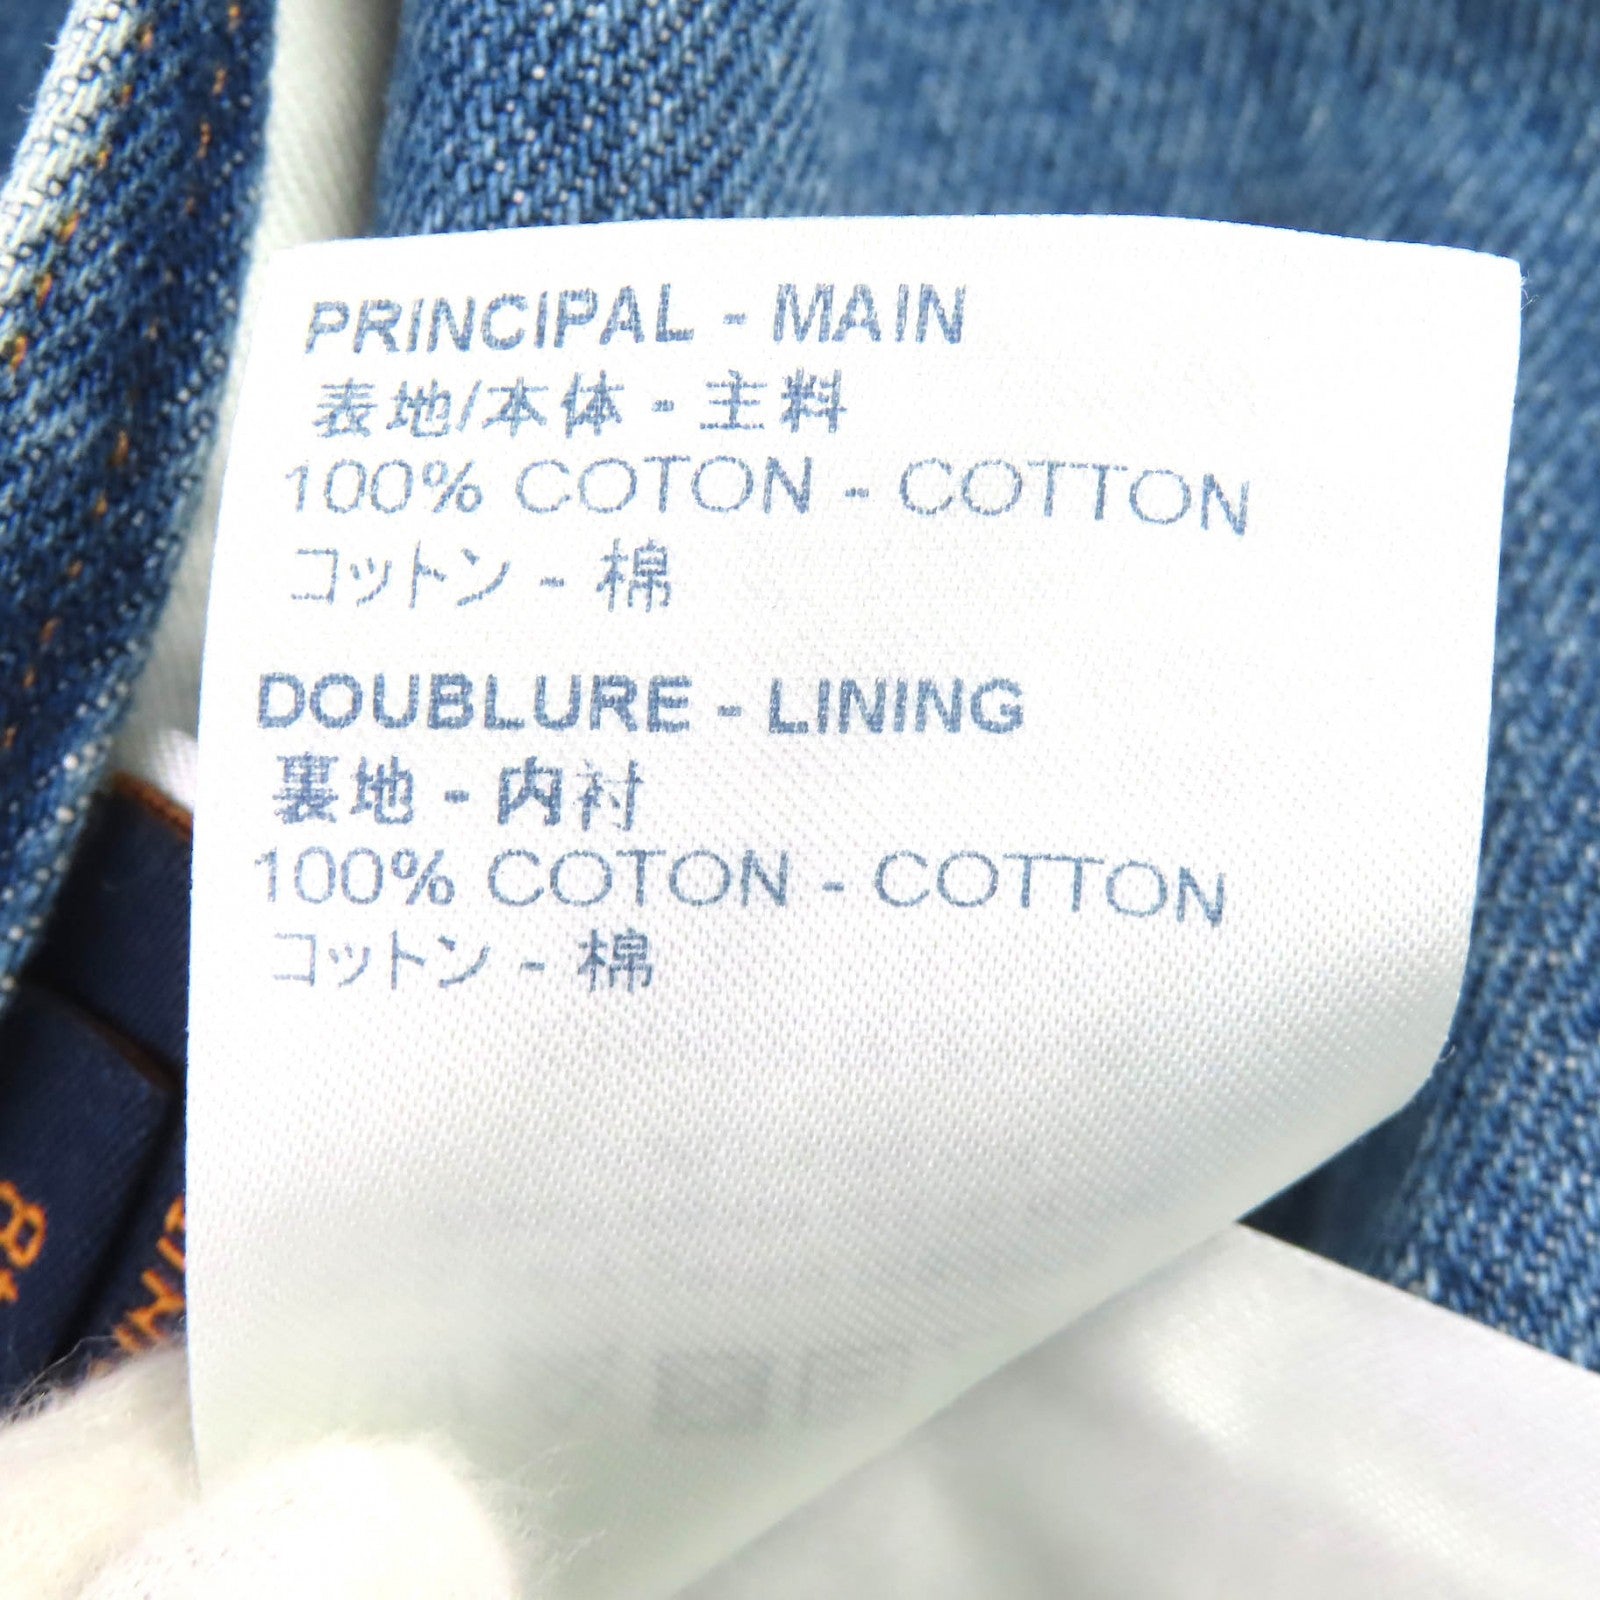 PRINCIPAL - MAIN
表地/本体 - 主料
100% COTON - COTTON
コットン - 棉
DOUBLURE - LINING
裏地 - 内衬
100% COTON - COTTON
コットン - 棉
8